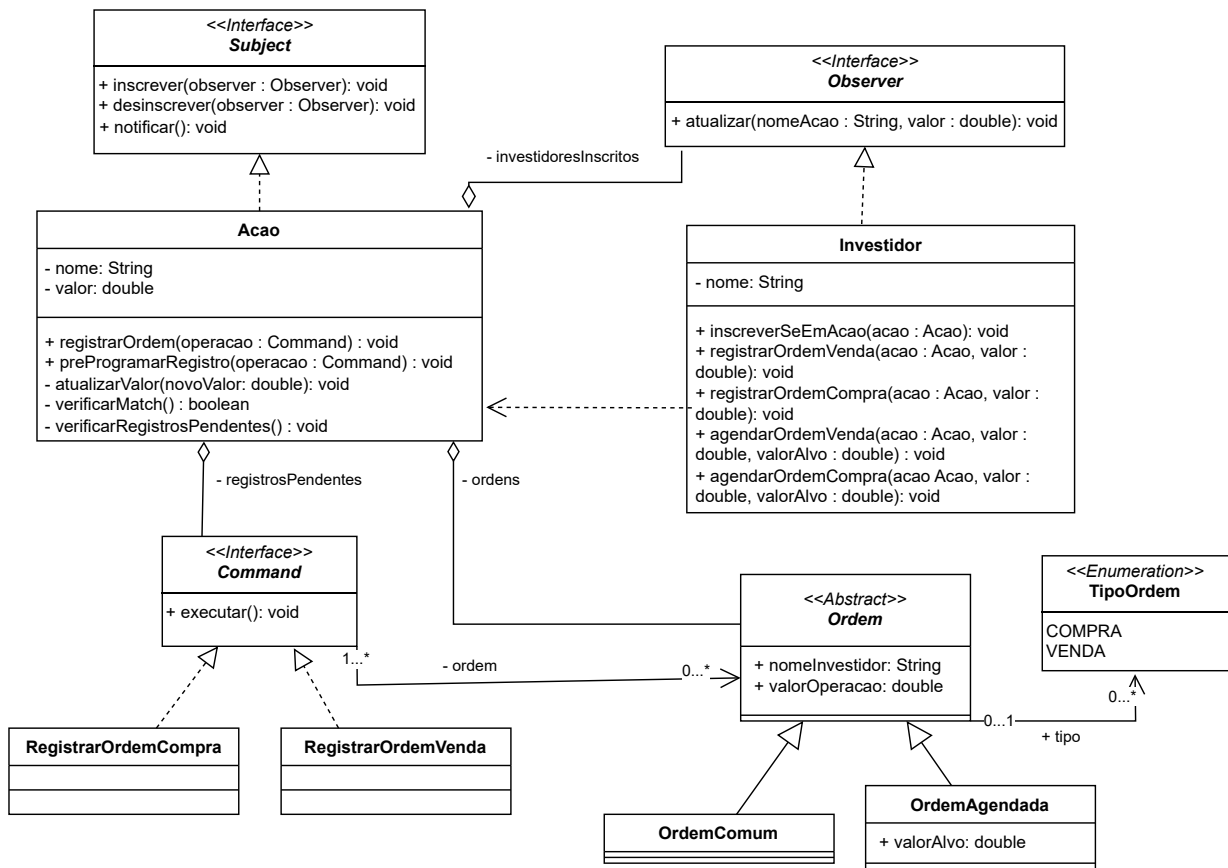 <<Interface>>
Subject
+ inscrever(observer : Observer): void
+ desinscrever(observer : Observer): void
+ notificar(): void
<<Interface>>
Observer
+ atualizar(nomeAcao : String, valor : double): void
- investidoresInscritos
Acao
- nome: String
- valor: double
+ registrarOrdem(operacao : Command) : void
+ preProgramarRegistro(operacao : Command) : void
- atualizarValor(novoValor: double): void
- verificarMatch() : boolean
- verificarRegistrosPendentes() : void
Investidor
- nome: String
+ inscreverSeEmAcao(acao : Acao): void
+ registrarOrdemVenda(acao : Acao, valor :
double): void
+ registrarOrdemCompra(acao : Acao, valor :
double): void
+ agendarOrdemVenda(acao : Acao, valor :
double, valorAlvo : double) : void
+ agendarOrdemCompra(acao Acao, valor :
double, valorAlvo : double): void
- registrosPendentes
- ordens
<<Interface>>
Command
+ executar(): void
1...*
- ordem
0...*
<<Abstract>>
Ordem
+ nomeInvestidor: String
+ valorOperacao: double
<<Enumeration>>
TipoOrdem
COMPRA
VENDA
0...*
0...1
+ tipo
RegistrarOrdemCompra
RegistrarOrdemVenda
OrdemComum
OrdemAgendada
+ valorAlvo: double